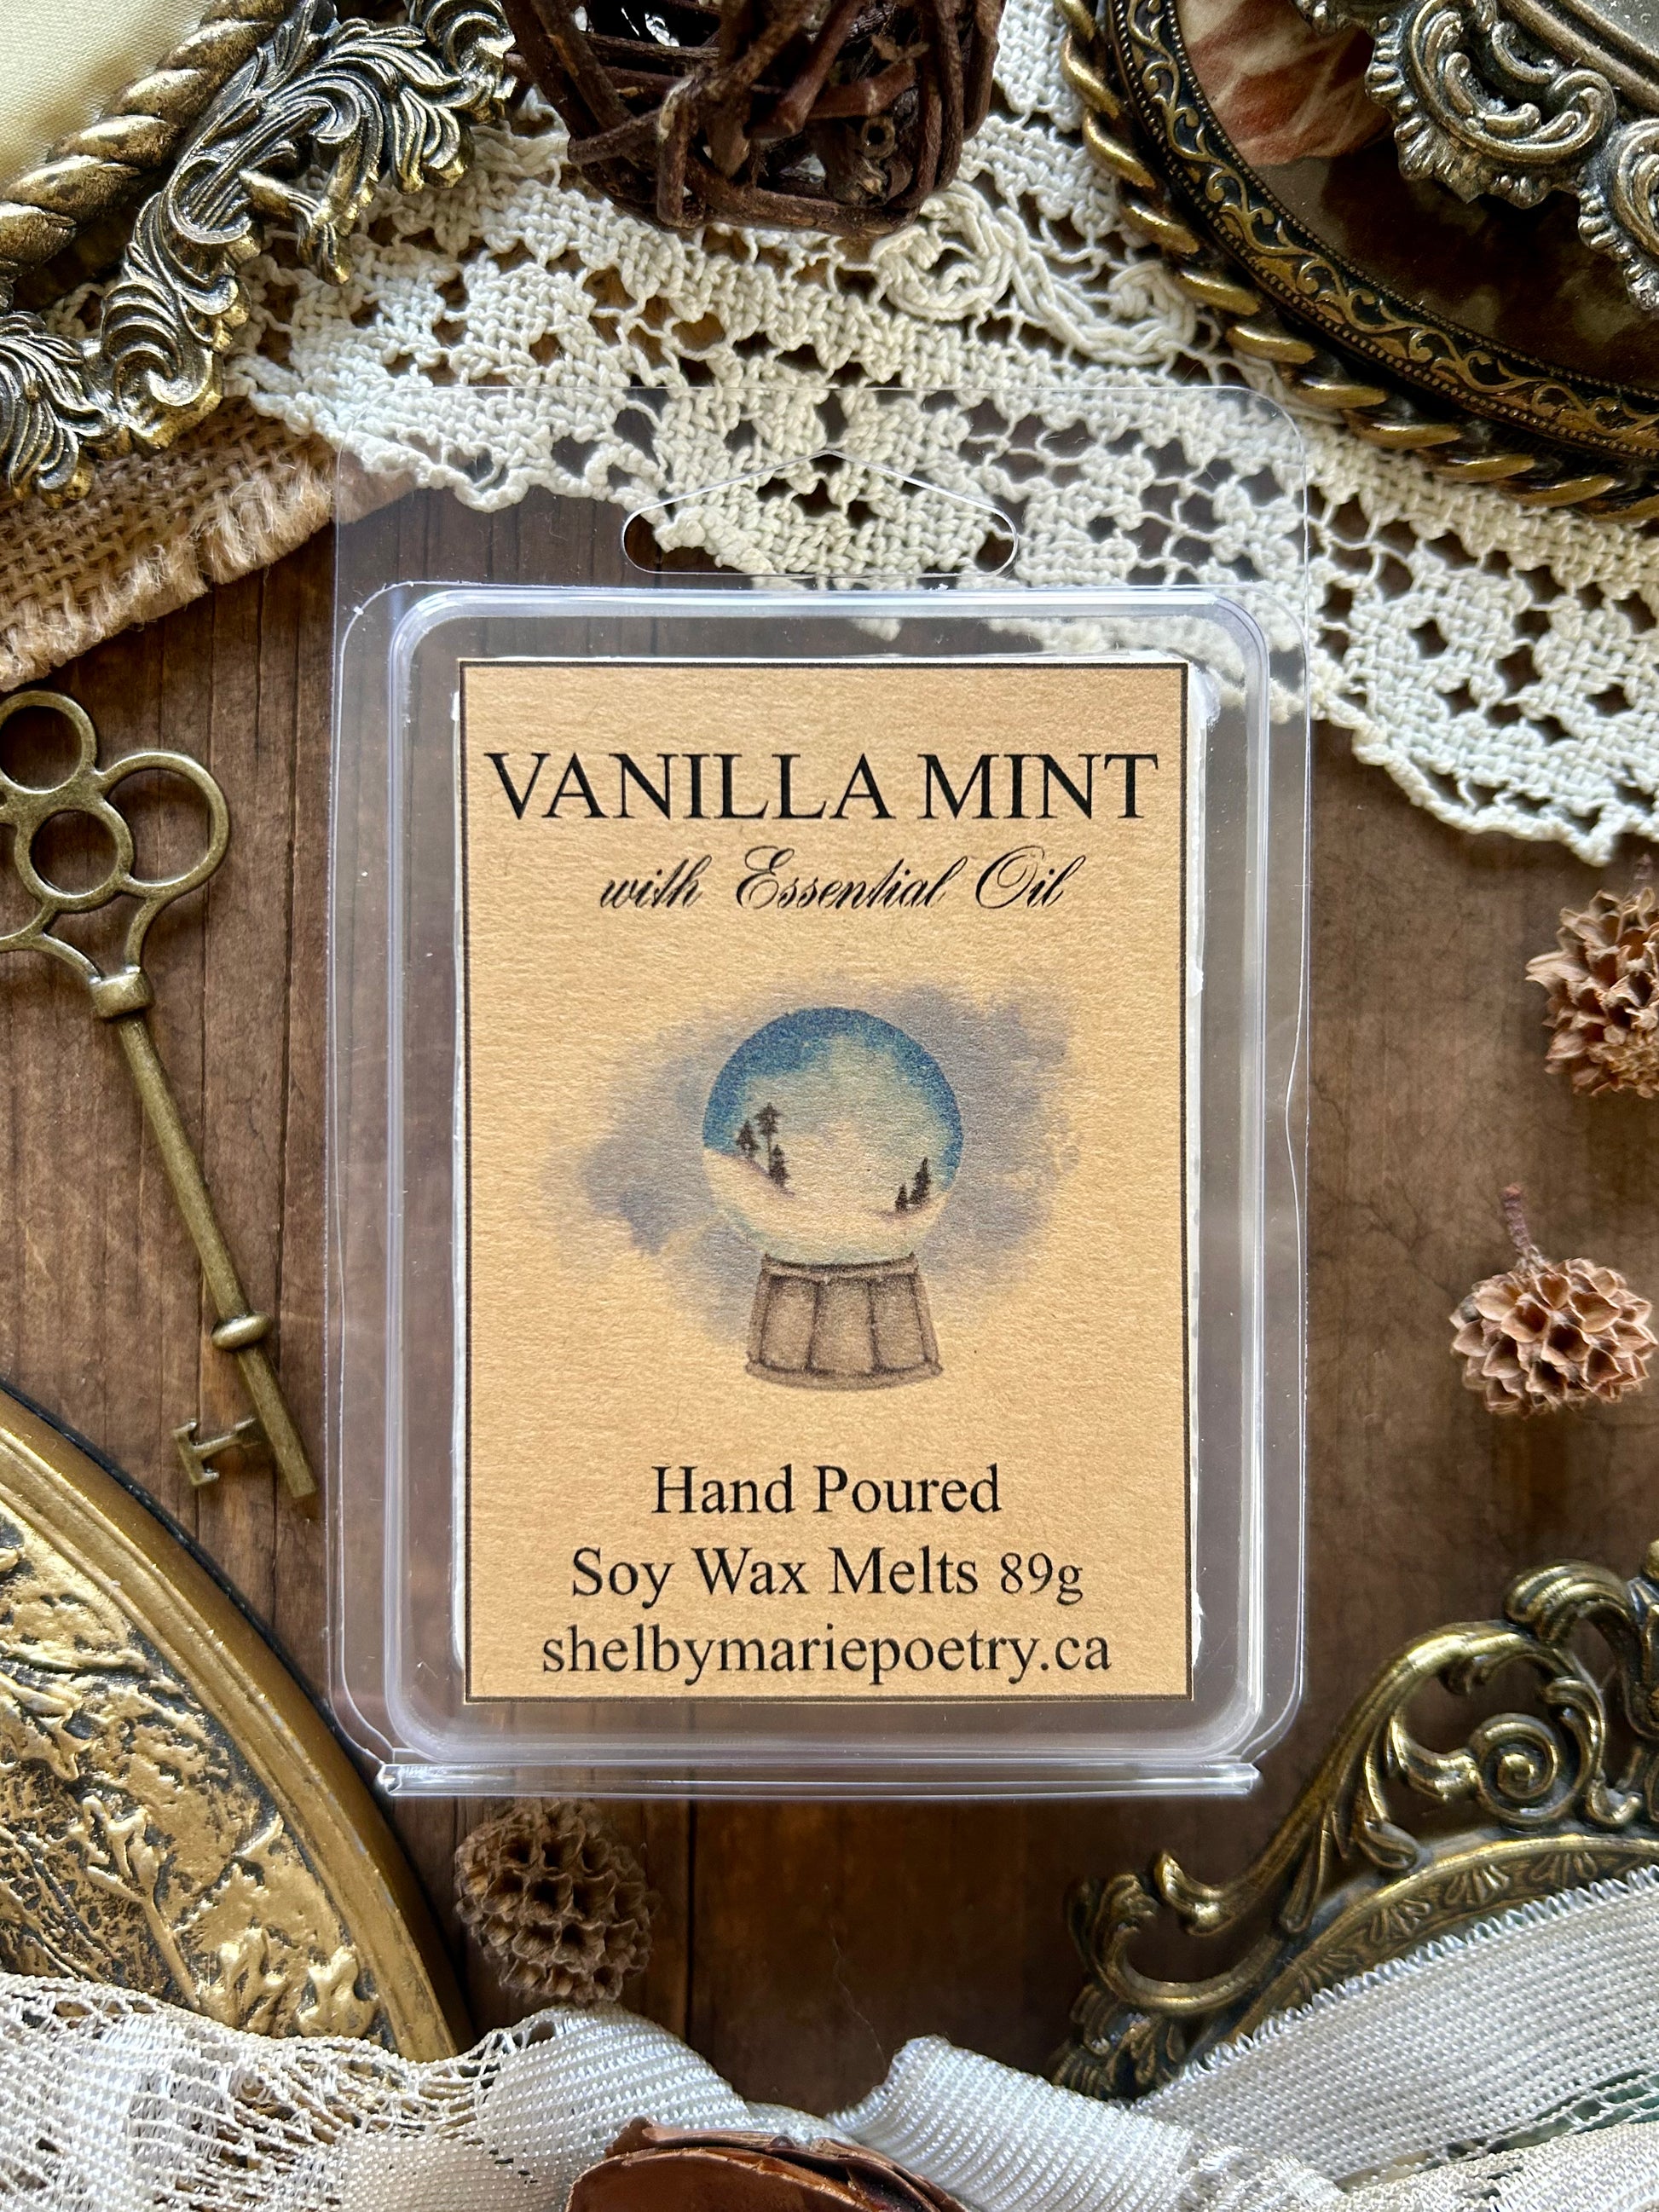 VANILLA MINT
with Essential Oil
Hand Poured
Soy Wax Melts 89g
shelbymariepoetry.ca